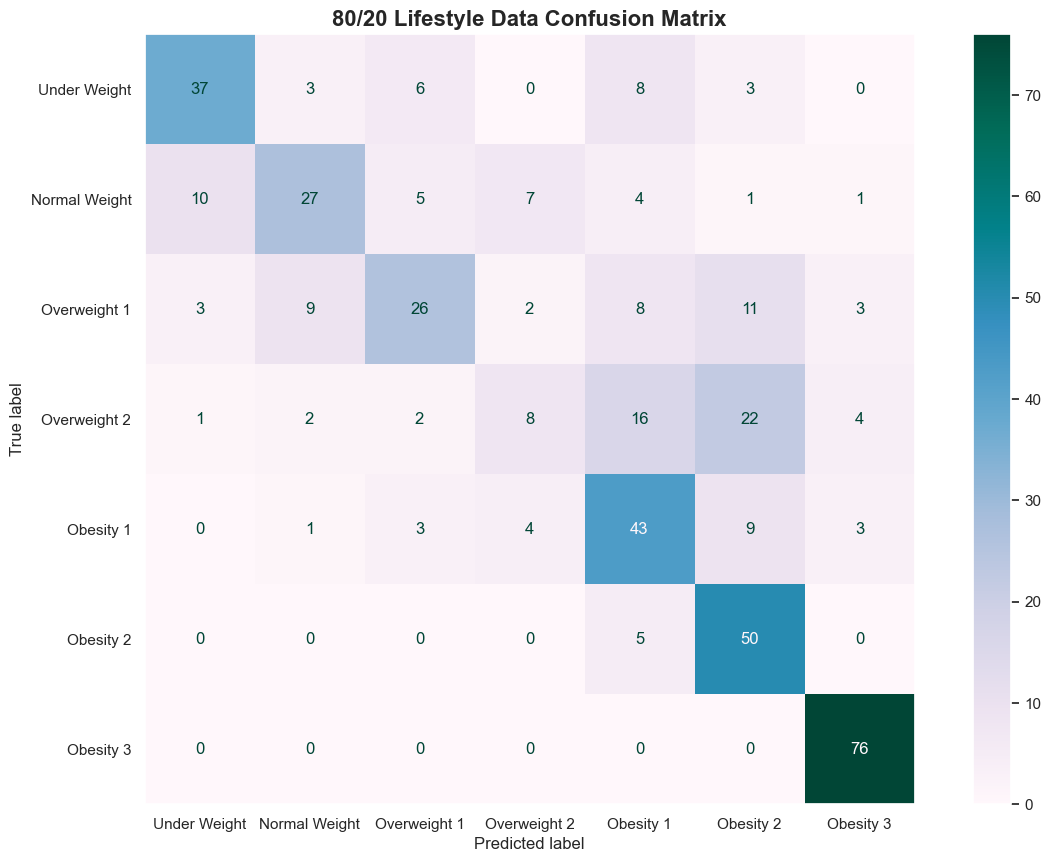 80/20 Lifestyle Data Confusion Matrix
True label
Under Weight 37 3 6 0 8 3 0
Normal Weight 10 27 5 7 4 1 1
Overweight 1 3 9 26 2 8 11 3
Overweight 2 1 2 2 8 16 22 4
Obesity 1 0 1 3 4 43 9 3
Obesity 2 0 0 0 0 5 50 0
Obesity 3 0 0 0 0 0 0 76
Under Weight Normal Weight Overweight 1 Overweight 2 Obesity 1 Obesity 2 Obesity 3
Predicted label
70
60
50
40
30
20
10
0